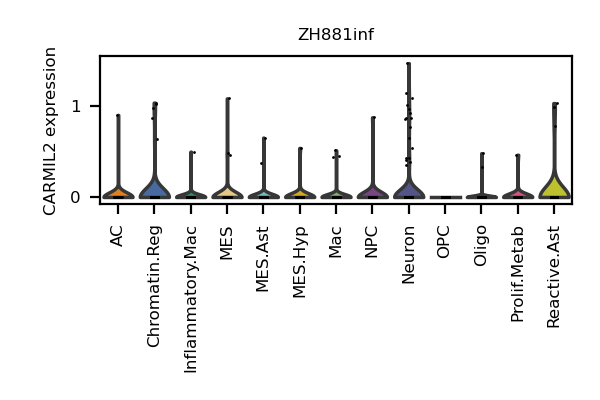 ZH881inf
CARMIL2 expression
1
0
AC
Chromatin.Reg
Inflammatory.Mac
MES
MES.Ast
MES.Hyp
Mac
NPC
Neuron
OPC
Oligo
Prolif.Metab
Reactive.Ast